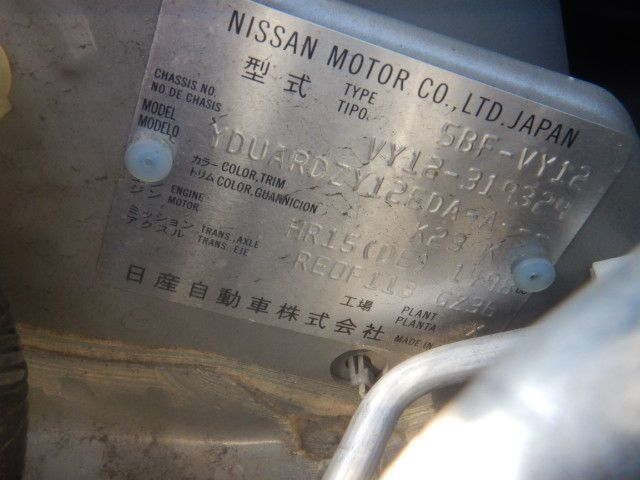 NISSAN MOTOR CO., LTD. JAPAN
型式 TYPE TIPO. 5BF-VY12
CHASSIS NO. NO DE CHASIS VY12-319324
MODEL MODELO
カラー COLOR,TRIM
トリム COLOR,GUARNICION K23
エンジン ENGINE MOTOR HR15(DE)
ミッション TRANS.,AXLE
アクスル TRANS.,EJE RE0F11B
工場 PLANT PLANTA
日産自動車株式会社 MADE IN